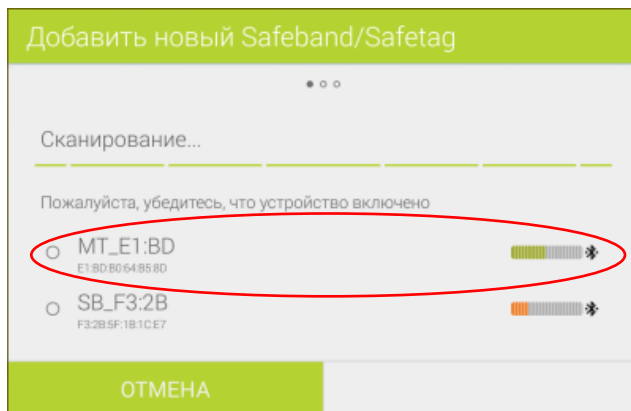 Добавить новый Safeband/Safetag
Сканирование...
Пожалуйста, убедитесь, что устройство включено
MT_E1:BD
E1:BD:B0:64:B5:8D
SB_F3:2B
F3:2B:5F:1B:1C:E7
ОТМЕНА